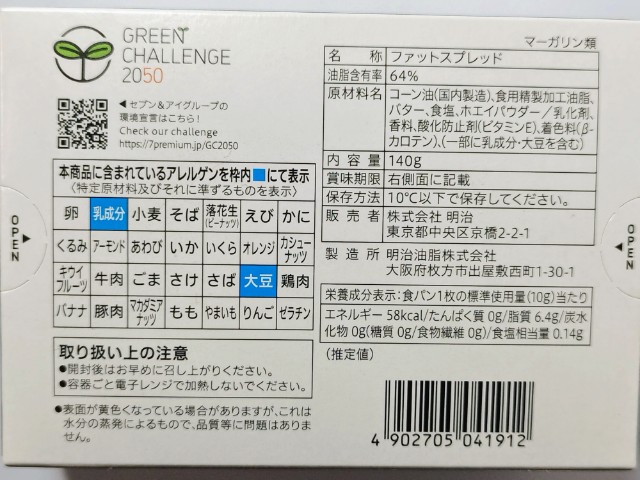 GREEN
CHALLENGE
2050
◀セブン&アイグループの
環境宣言はこちら!
Check our challenge
https://7premium.jp/GC2050
本商品に含まれているアレルゲンを枠内■にて表示
〈特定原材料及びそれに準ずるものを表示〉
卵 乳成分 小麦 そば 落花生(ピーナッツ) えび かに
くるみ アーモンド あわび いか いくら オレンジ カシューナッツ
キウイフルーツ 牛肉 ごま さけ さば 大豆 鶏肉
バナナ 豚肉 マカダミアナッツ もも やまいも りんご ゼラチン
取り扱い上の注意
●開封後はお早めに召し上がりください。
●容器ごと電子レンジで加熱しないでください。
●表面が黄色くなっている場合がありますが、これは
水分の蒸発によるもので、品質等に問題はありま
せん。
マーガリン類
名称 ファットスプレッド
油脂含有率 64%
原材料名 コーン油(国内製造)、食用精製加工油脂、
バター、食塩、ホエイパウダー/乳化剤、
香料、酸化防止剤(ビタミンE)、着色料(β-
カロテン)、(一部に乳成分・大豆を含む)
内容量 140g
賞味期限 右側面に記載
保存方法 10℃以下で保存してください。
販売者 株式会社 明治
東京都中央区京橋2-2-1
製造所 明治油脂株式会社
大阪府枚方市出屋敷西町1-30-1
栄養成分表示:食パン1枚の標準使用量(10g)当たり
エネルギー 58kcal/たんぱく質 0g/脂質 6.4g/炭水
化物 0g(糖質 0g/食物繊維 0g)/食塩相当量 0.14g
(推定値)
4 902705 041912
OPEN
OPEN